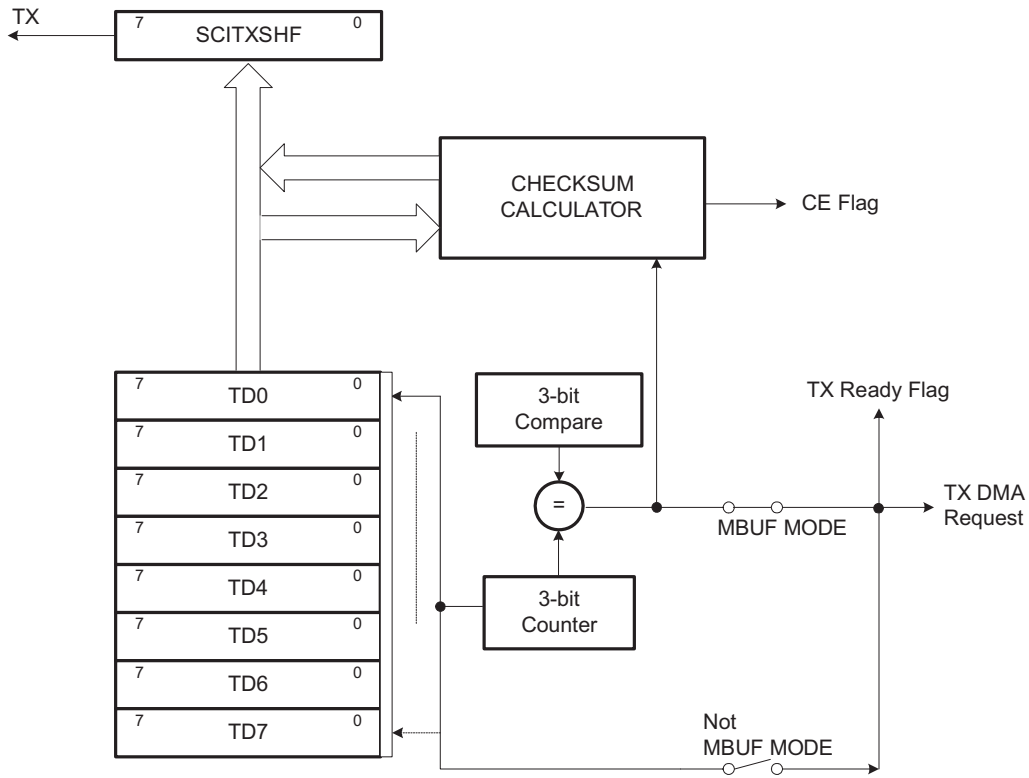 TX
7 SCITXSHF 0
CHECKSUM
CALCULATOR
CE Flag
7 TD0 0
7 TD1 0
7 TD2 0
7 TD3 0
7 TD4 0
7 TD5 0
7 TD6 0
7 TD7 0
3-bit
Compare
=
3-bit
Counter
MBUF MODE
TX Ready Flag
TX DMA
Request
Not
MBUF MODE